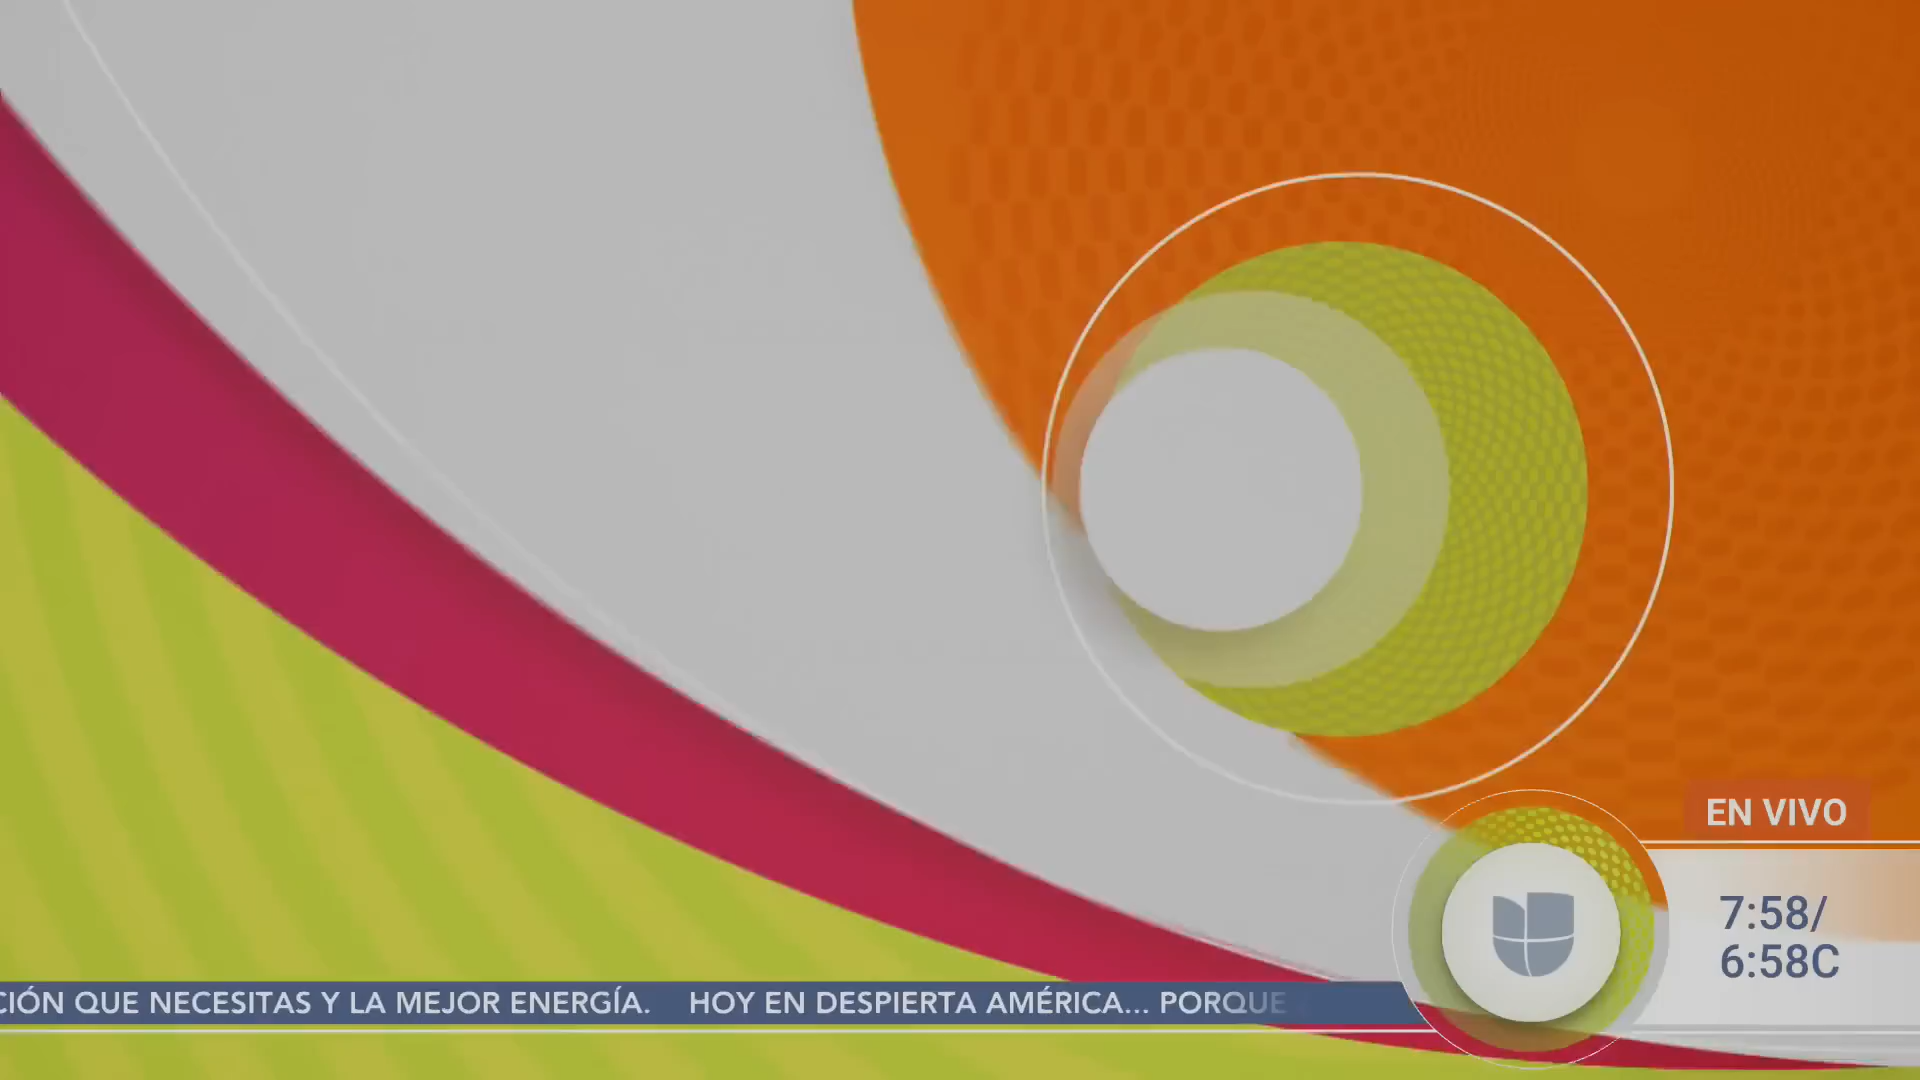 EN VIVO
7:58/
6:58C
CIÓN QUE NECESITAS Y LA MEJOR ENERGÍA. HOY EN DESPIERTA AMÉRICA... PORQUE